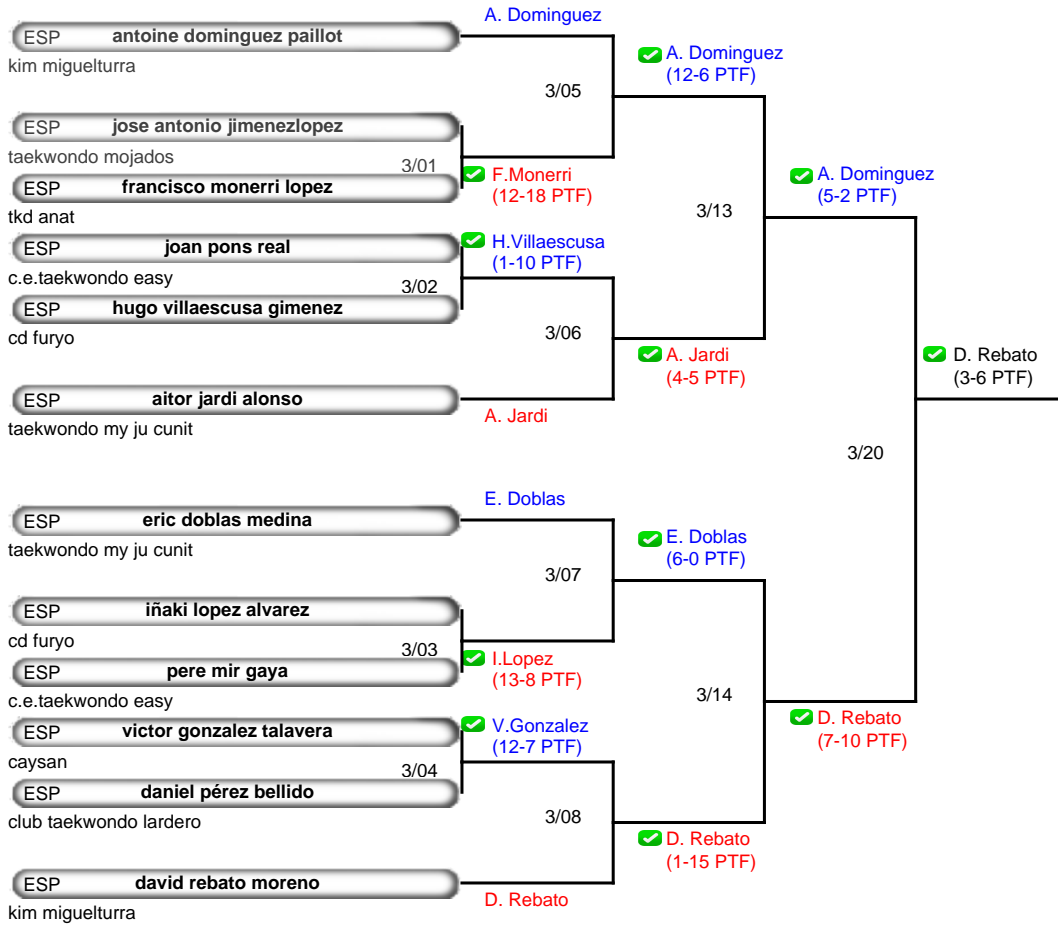 A. Dominguez
ESP antoine dominguez paillot
kim miguelturra
A. Dominguez
(12-6 PTF)
3/05
ESP jose antonio jimenezlopez
taekwondo mojados
3/01
F.Monerri
(12-18 PTF)
ESP francisco monerri lopez
tkd anat
A. Dominguez
(5-2 PTF)
3/13
ESP joan pons real
c.e.taekwondo easy
H.Villaescusa
(1-10 PTF)
3/02
ESP hugo villaescusa gimenez
cd furyo
3/06
A. Jardi
(4-5 PTF)
D. Rebato
(3-6 PTF)
ESP aitor jardi alonso
taekwondo my ju cunit
A. Jardi
3/20
E. Doblas
ESP eric doblas medina
taekwondo my ju cunit
E. Doblas
(6-0 PTF)
3/07
ESP iñaki lopez alvarez
cd furyo
3/03
I.Lopez
(13-8 PTF)
ESP pere mir gaya
c.e.taekwondo easy
3/14
D. Rebato
(7-10 PTF)
ESP victor gonzalez talavera
caysan
V.Gonzalez
(12-7 PTF)
3/04
ESP daniel pérez bellido
club taekwondo lardero
3/08
D. Rebato
(1-15 PTF)
ESP david rebato moreno
kim miguelturra
D. Rebato